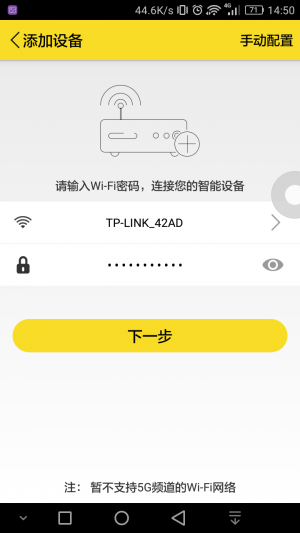 44.6K/s 4G 71 14:50
添加设备 手动配置
请输入Wi-Fi密码，连接您的智能设备
TP-LINK_42AD
•••••••••••
下一步
注： 暂不支持5G频道的Wi-Fi网络